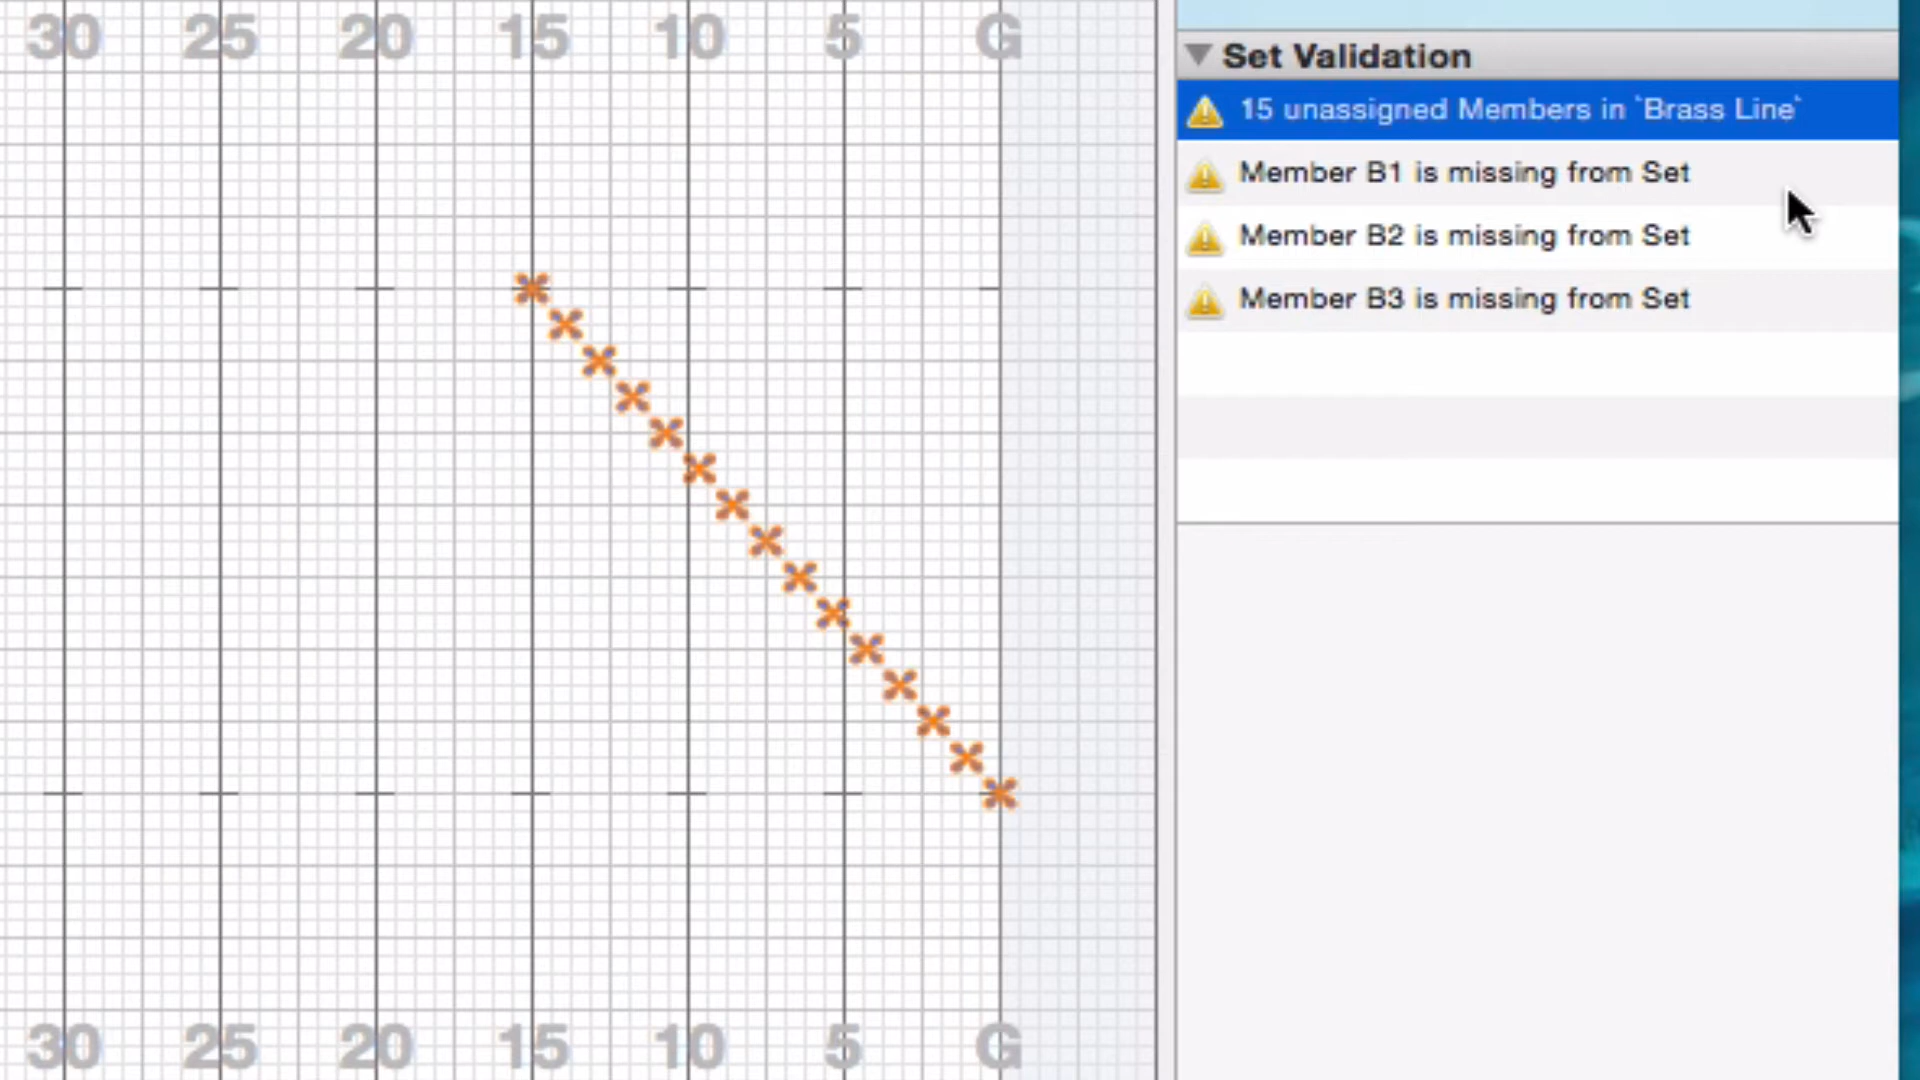 30 25 20 15 10 5 G
Set Validation
15 unassigned Members in `Brass Line`
Member B1 is missing from Set
Member B2 is missing from Set
Member B3 is missing from Set
30 25 20 15 10 5 G